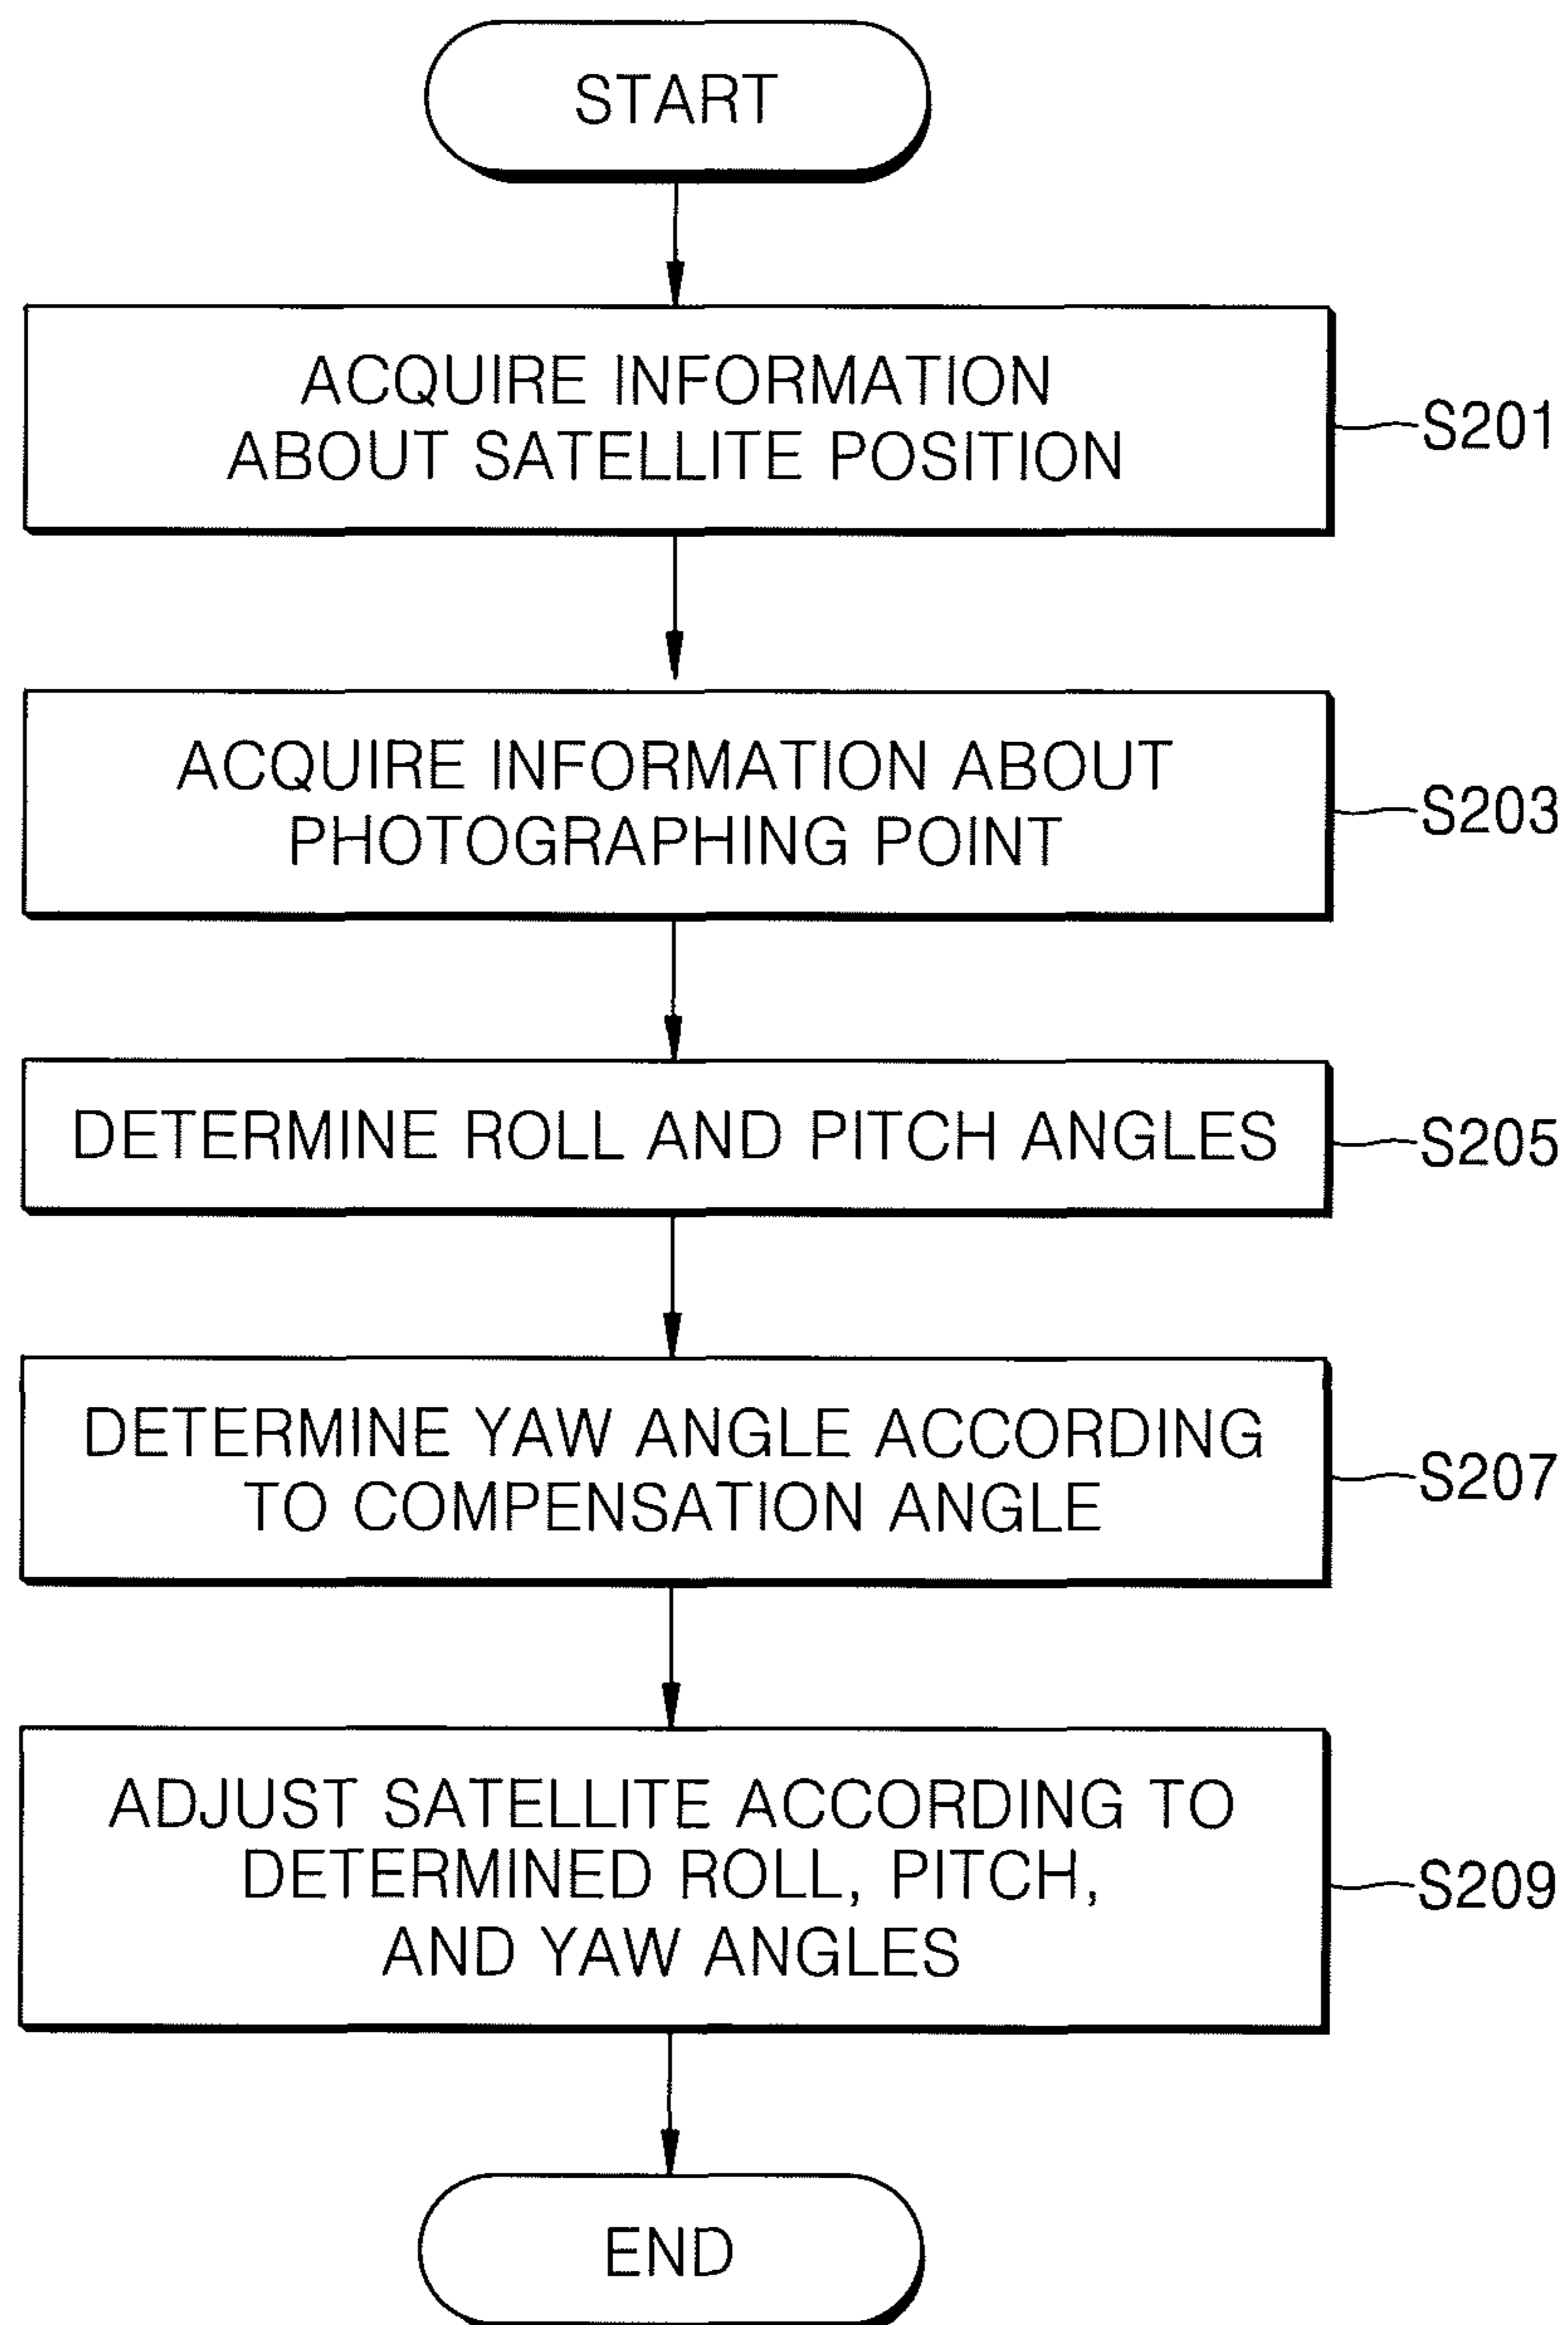 START
ACQUIRE INFORMATION
ABOUT SATELLITE POSITION
S201
ACQUIRE INFORMATION ABOUT
PHOTOGRAPHING POINT
S203
DETERMINE ROLL AND PITCH ANGLES
S205
DETERMINE YAW ANGLE ACCORDING
TO COMPENSATION ANGLE
S207
ADJUST SATELLITE ACCORDING TO
DETERMINED ROLL, PITCH,
AND YAW ANGLES
S209
END